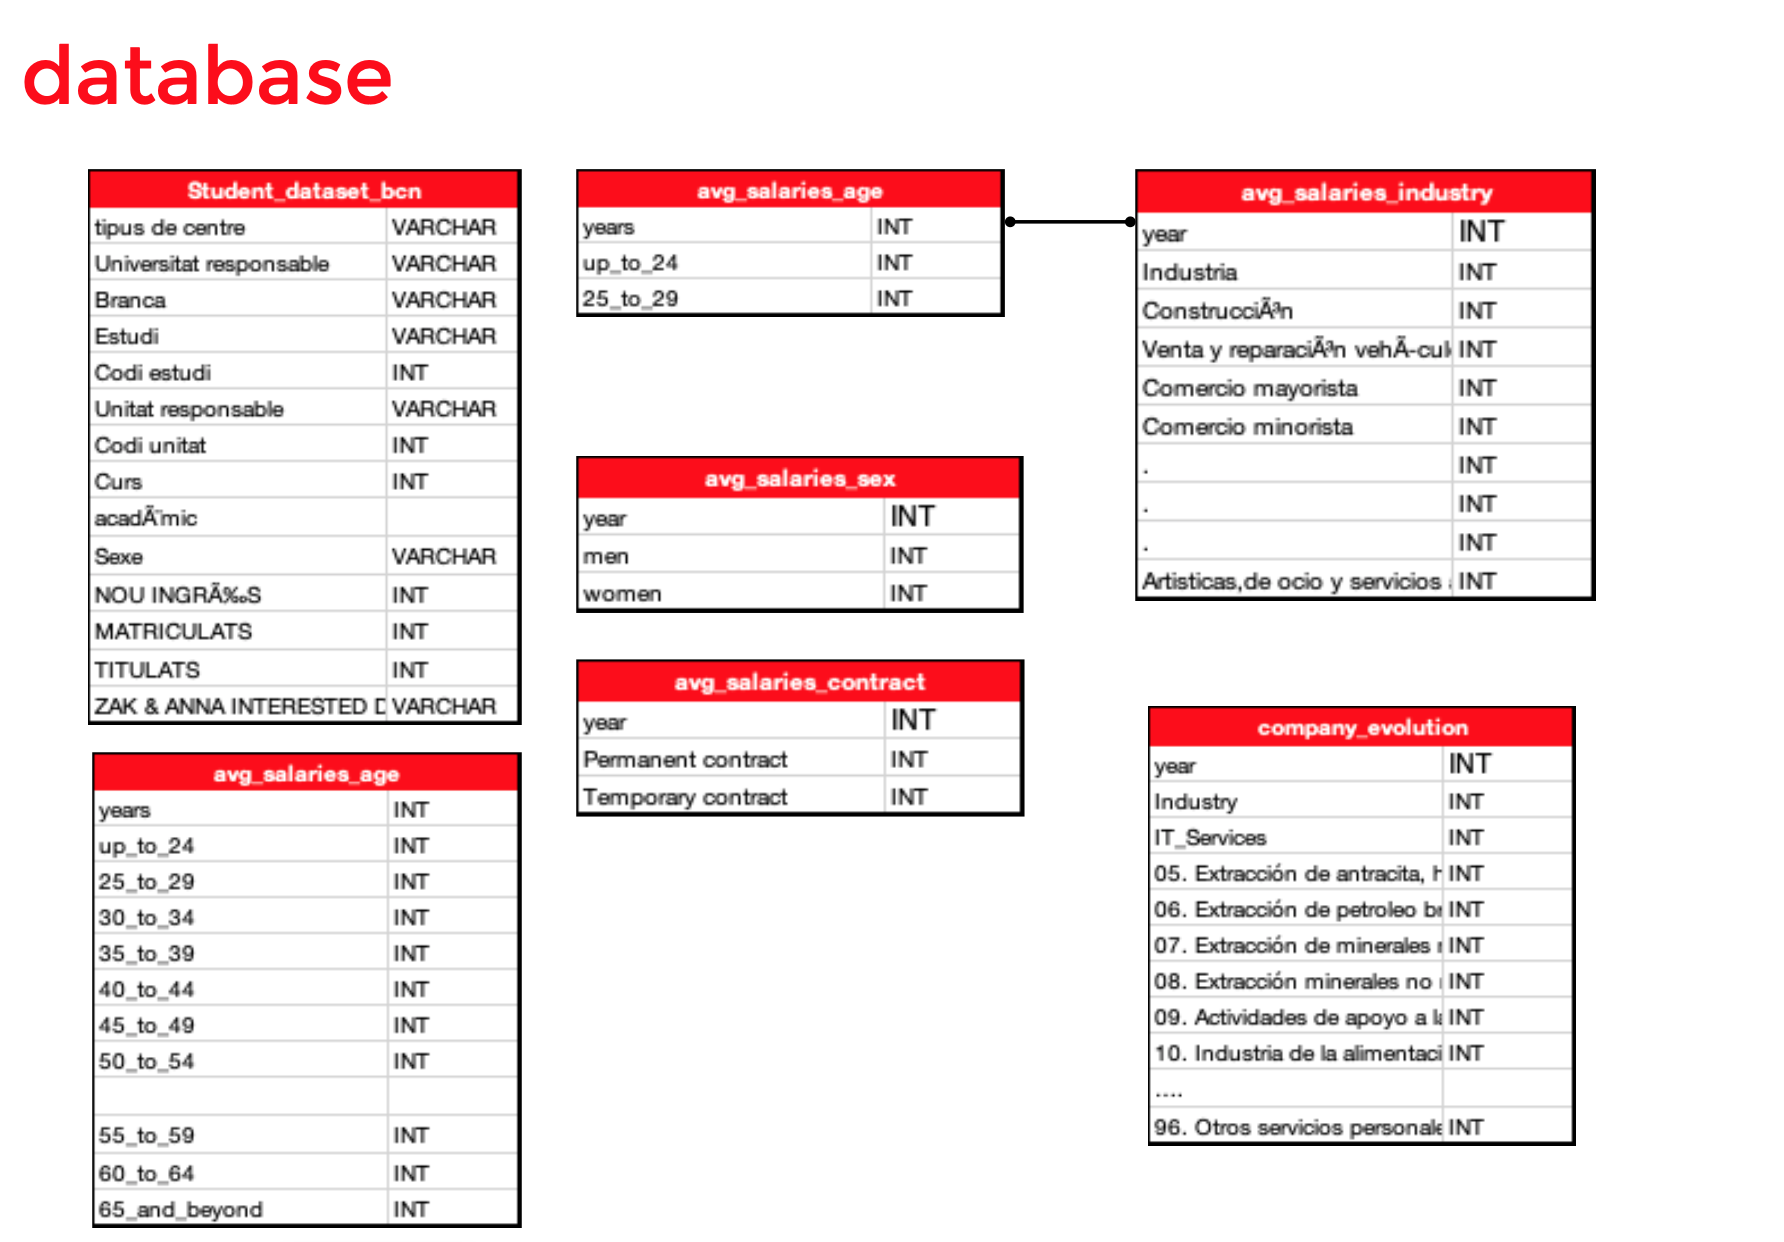 database
Student_dataset_bcn
tipus de centre VARCHAR
Universitat responsable VARCHAR
Branca VARCHAR
Estudi VARCHAR
Codi estudi INT
Unitat responsable VARCHAR
Codi unitat INT
Curs INT
acadÃ¨mic
Sexe VARCHAR
NOU INGRÃ‰S INT
MATRICULATS INT
TITULATS INT
ZAK & ANNA INTERESTED D VARCHAR
avg_salaries_age
years INT
up_to_24 INT
25_to_29 INT
30_to_34 INT
35_to_39 INT
40_to_44 INT
45_to_49 INT
50_to_54 INT
55_to_59 INT
60_to_64 INT
65_and_beyond INT
avg_salaries_age
years INT
up_to_24 INT
25_to_29 INT
avg_salaries_sex
year INT
men INT
women INT
avg_salaries_contract
year INT
Permanent contract INT
Temporary contract INT
avg_salaries_industry
year INT
Industria INT
ConstrucciÃ³n INT
Venta y reparaciÃ³n vehÃ-cul INT
Comercio mayorista INT
Comercio minorista INT
. INT
. INT
. INT
Artisticas,de ocio y servicios INT
company_evolution
year INT
Industry INT
IT_Services INT
05. Extracción de antracita, h INT
06. Extracción de petroleo br INT
07. Extracción de minerales INT
08. Extracción minerales no INT
09. Actividades de apoyo a la INT
10. Industria de la alimentaci INT
....
96. Otros servicios personale INT